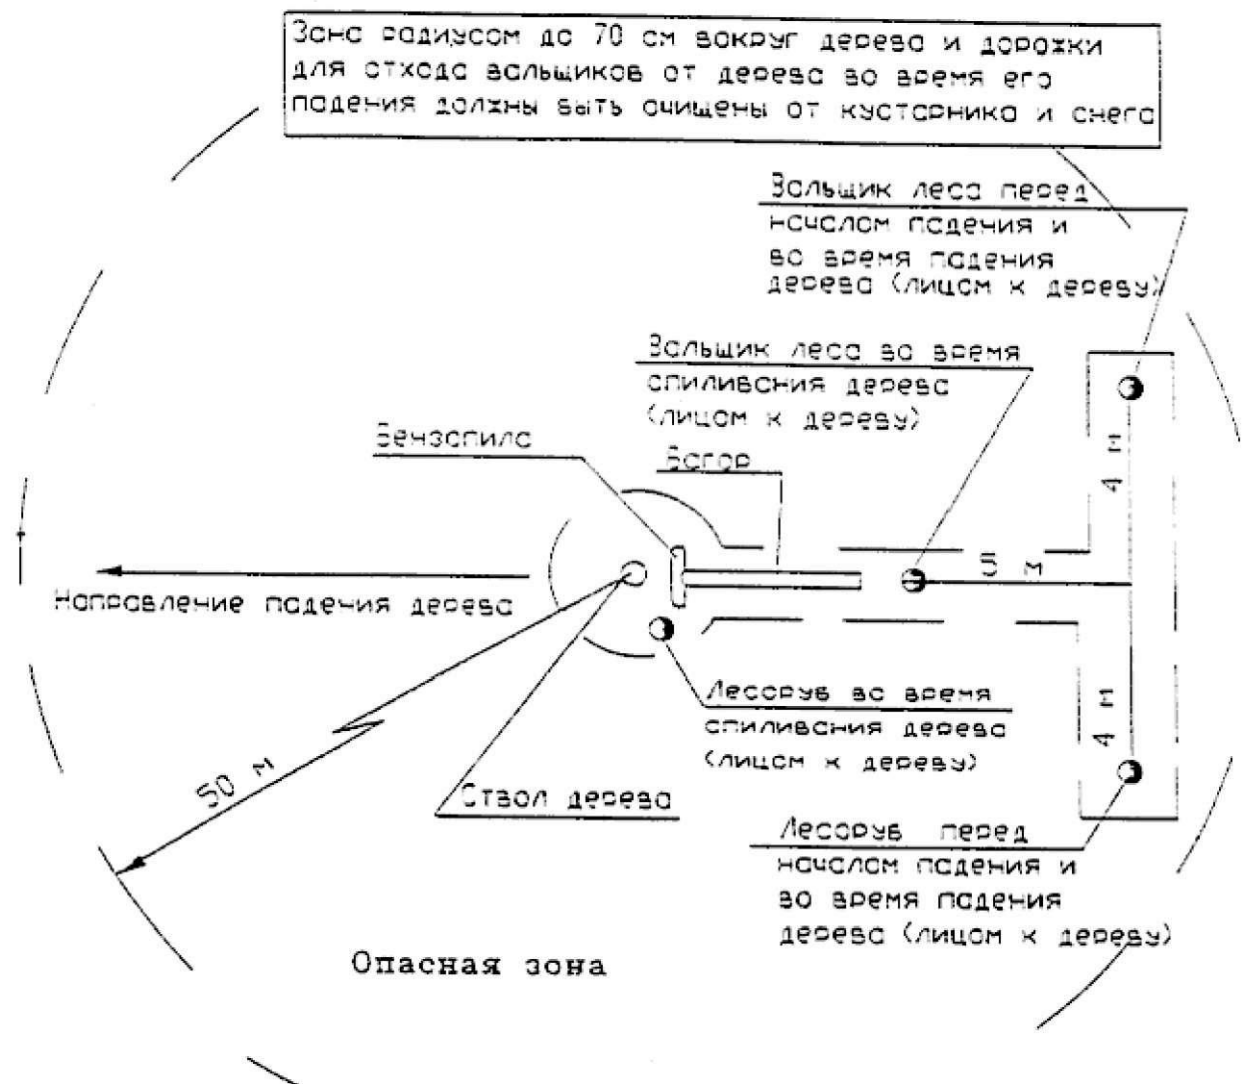 Зона радиусом до 70 см вокруг дерева и дорожки
для отхода вальщиков от дерева во время его
падения должны быть очищены от кустарника и снега
Вальщик леса перед
началом падения и
во время падения
дерева (лицом к дереву)
Вальщик леса во время
спиливания дерева
(лицом к дереву)
Бензопила
Багор
4 м
5 м
Направление падения дерева
Лесоруб во время
спиливания дерева
(лицом к дереву)
4 м
50 м
Ствол дерева
Лесоруб перед
началом падения и
во время падения
дерева (лицом к дереву)
Опасная зона